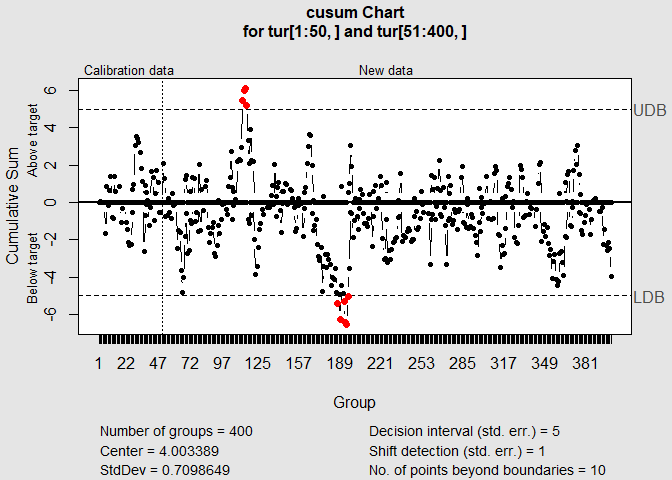 cusum Chart
for tur[1:50, ] and tur[51:400, ]
Calibration data
New data
6
4
2
0
-2
-4
-6
Cumulative Sum
Above target
Below target
UDB
LDB
1 22 47 72 97 125 157 189 221 253 285 317 349 381
Group
Number of groups = 400
Center = 4.003389
StdDev = 0.7098649
Decision interval (std. err.) = 5
Shift detection (std. err.) = 1
No. of points beyond boundaries = 10